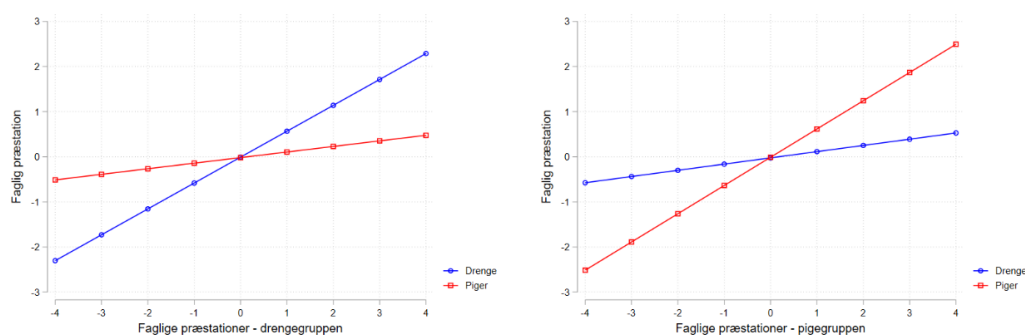 3
2
1
0
-1
-2
-3
Faglig præstation
-4 -3 -2 -1 0 1 2 3 4
Faglige præstationer - drengegruppen
Drenge
Piger
3
2
1
0
-1
-2
-3
Faglig præstation
-4 -3 -2 -1 0 1 2 3 4
Faglige præstationer - pigegruppen
Drenge
Piger